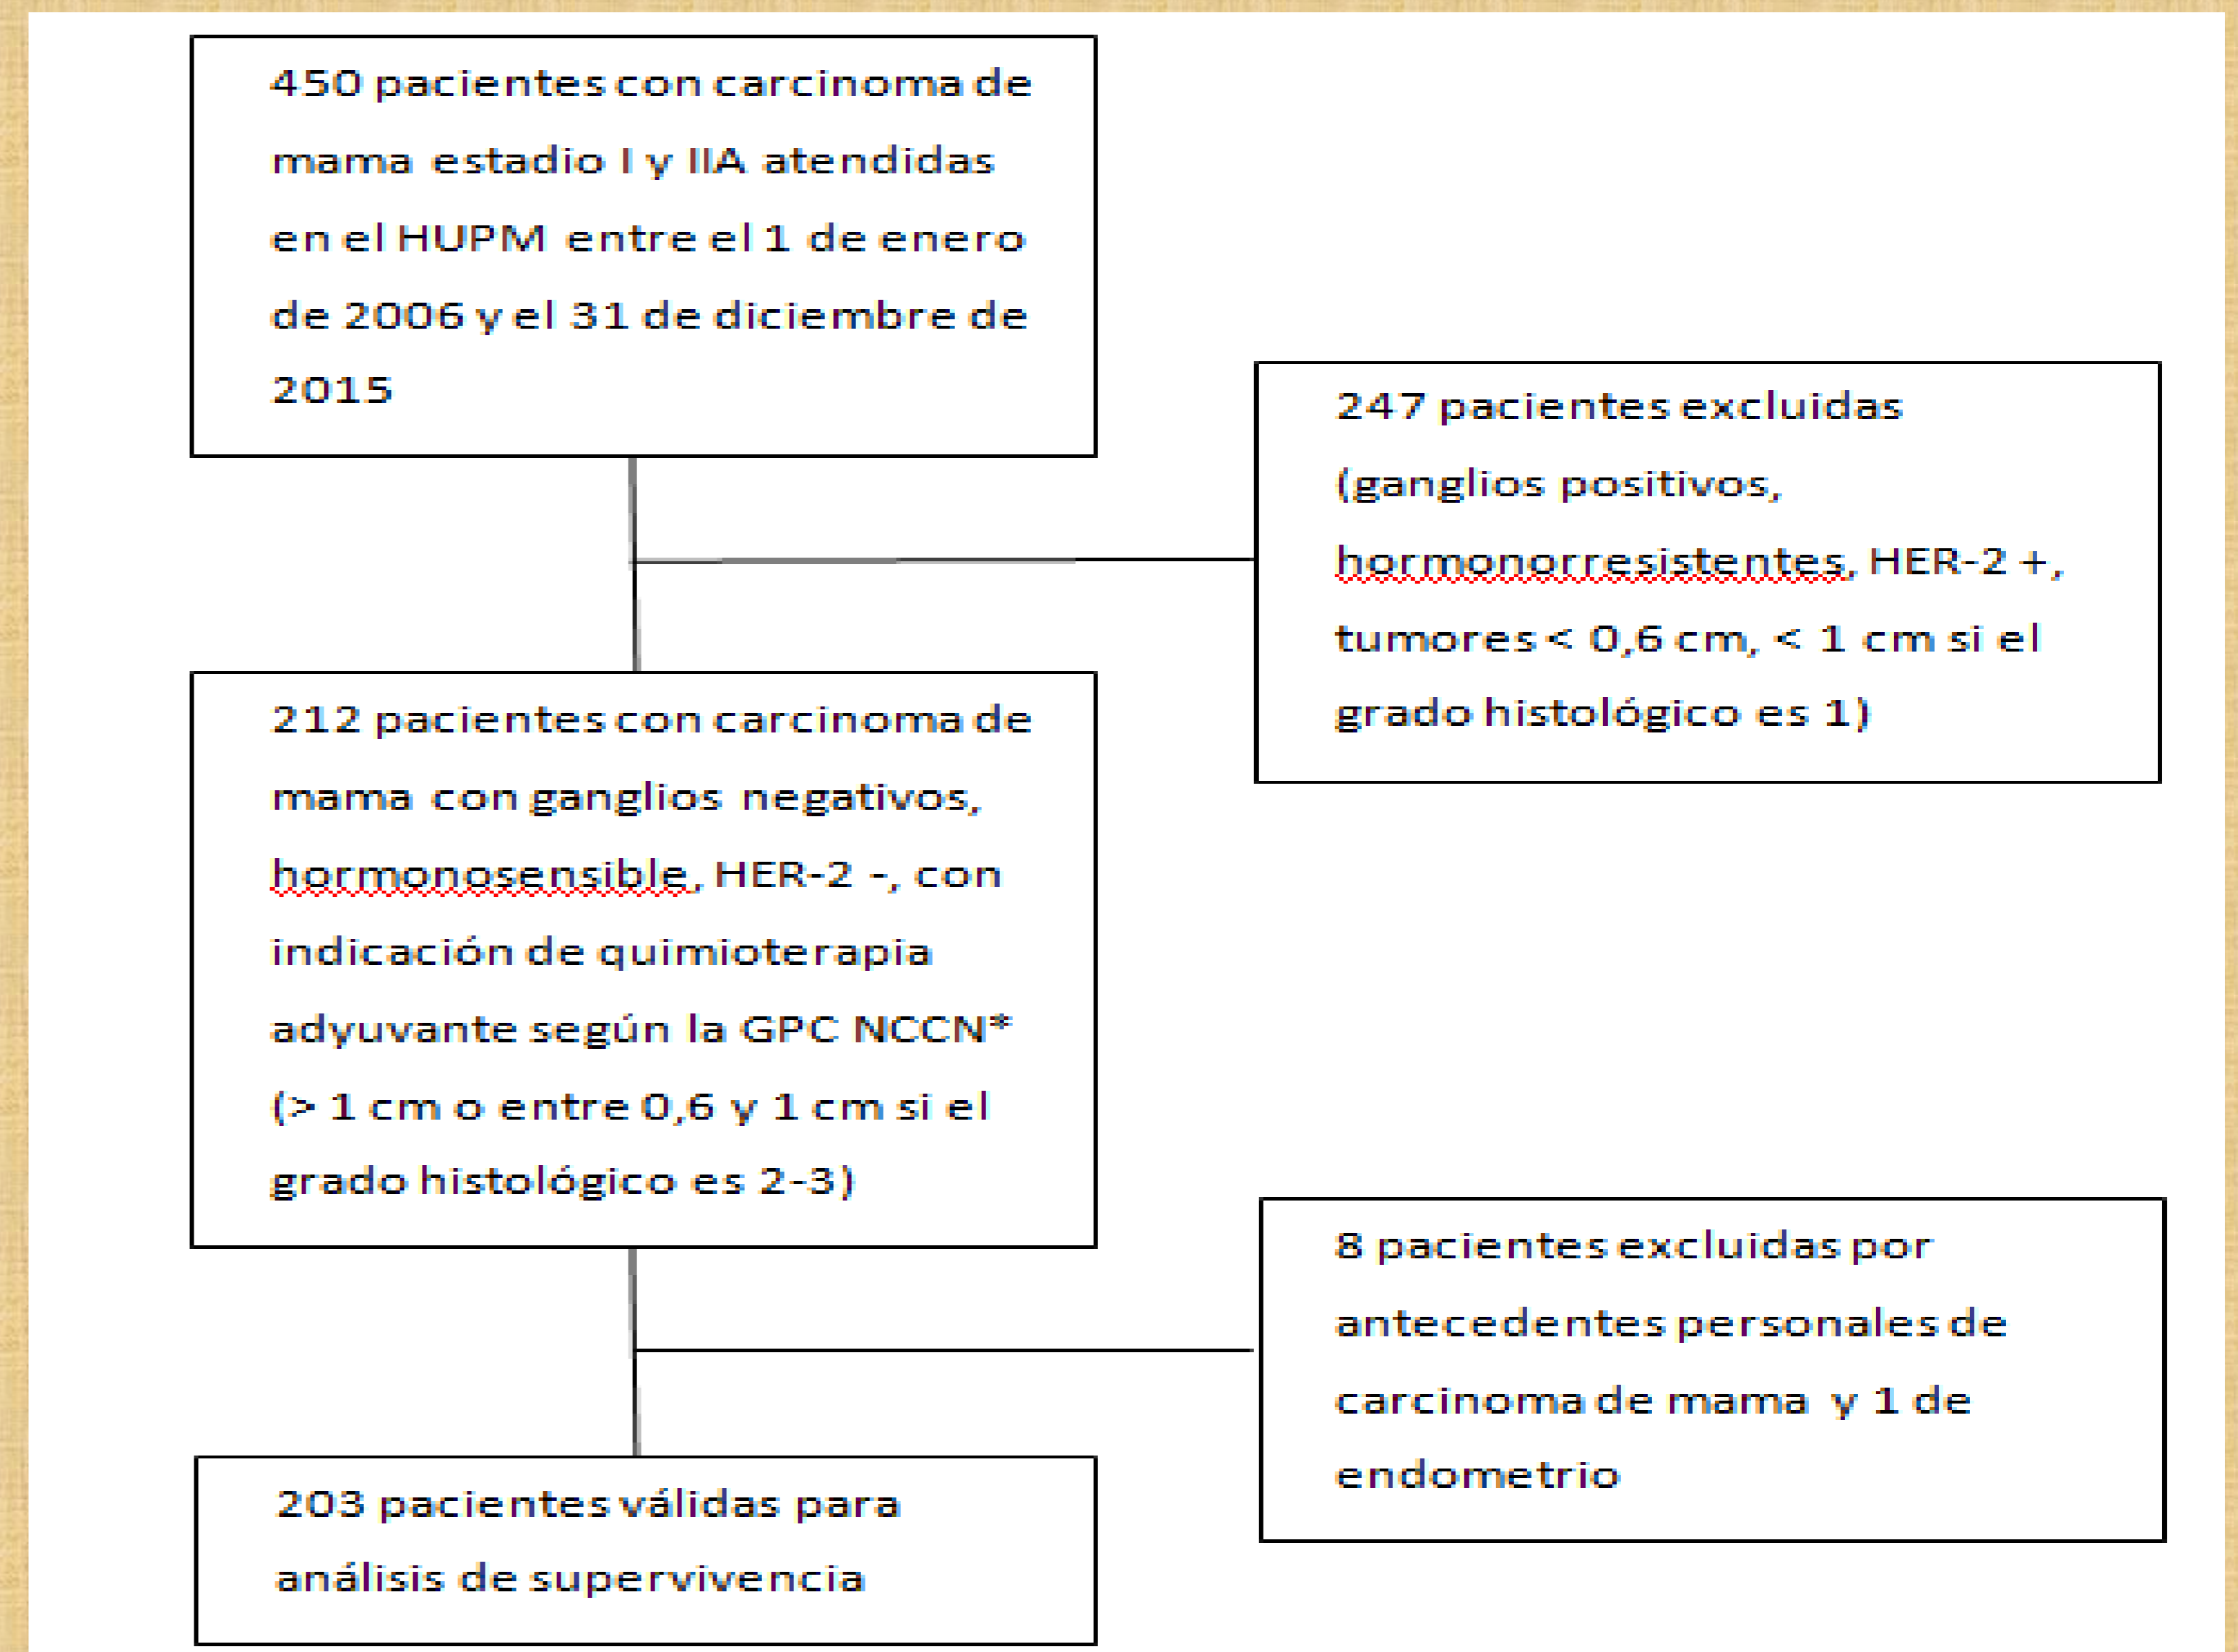 450 pacientes con carcinoma de
mama estadio I y IIA atendidas
en el HUPM entre el 1 de enero
de 2006 y el 31 de diciembre de
2015
247 pacientes excluidas
(ganglios positivos,
hormonorresistentes, HER-2 +,
tumores < 0,6 cm, < 1 cm si el
grado histológico es 1)
212 pacientes con carcinoma de
mama con ganglios negativos,
hormonosensible, HER-2 -, con
indicación de quimioterapia
adyuvante según la GPC NCCN*
(> 1 cm o entre 0,6 y 1 cm si el
grado histológico es 2-3)
8 pacientes excluidas por
antecedentes personales de
carcinoma de mama y 1 de
endometrio
203 pacientes válidas para
análisis de supervivencia